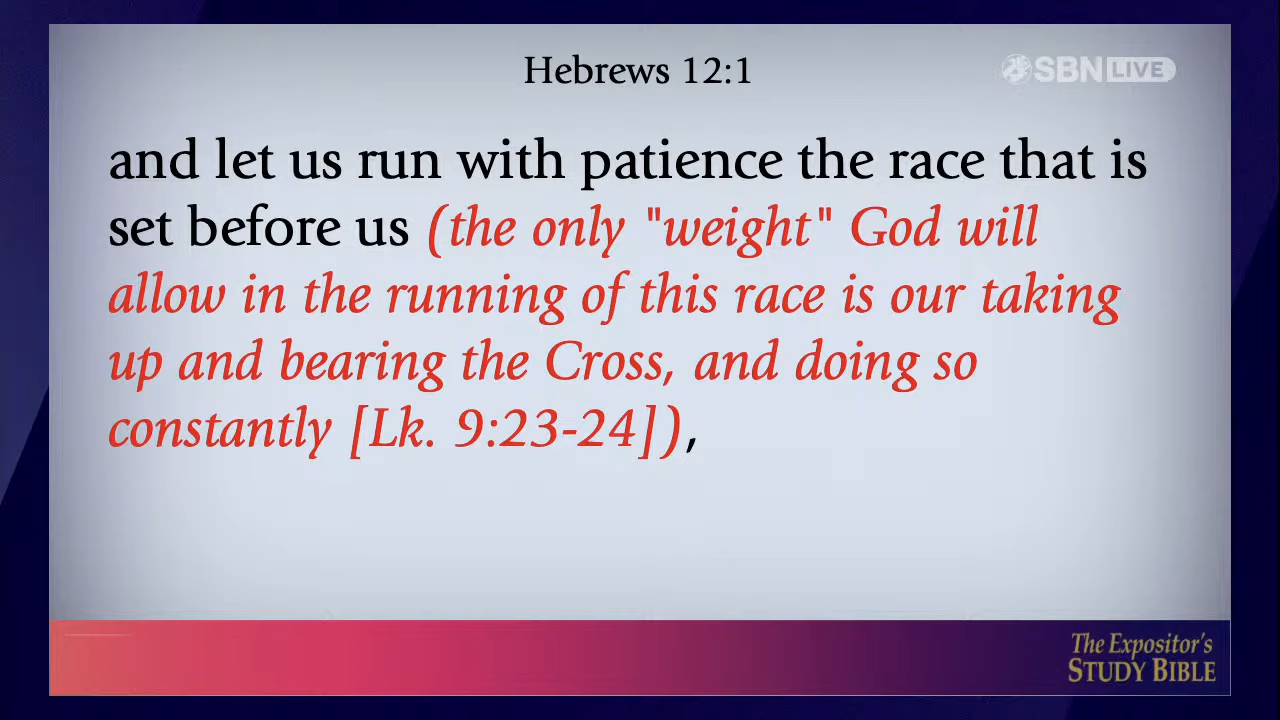 Hebrews 12:1
SBN LIVE
and let us run with patience the race that is
set before us (the only "weight" God will
allow in the running of this race is our taking
up and bearing the Cross, and doing so
constantly [Lk. 9:23-24]),
The Expositor's
STUDY BIBLE